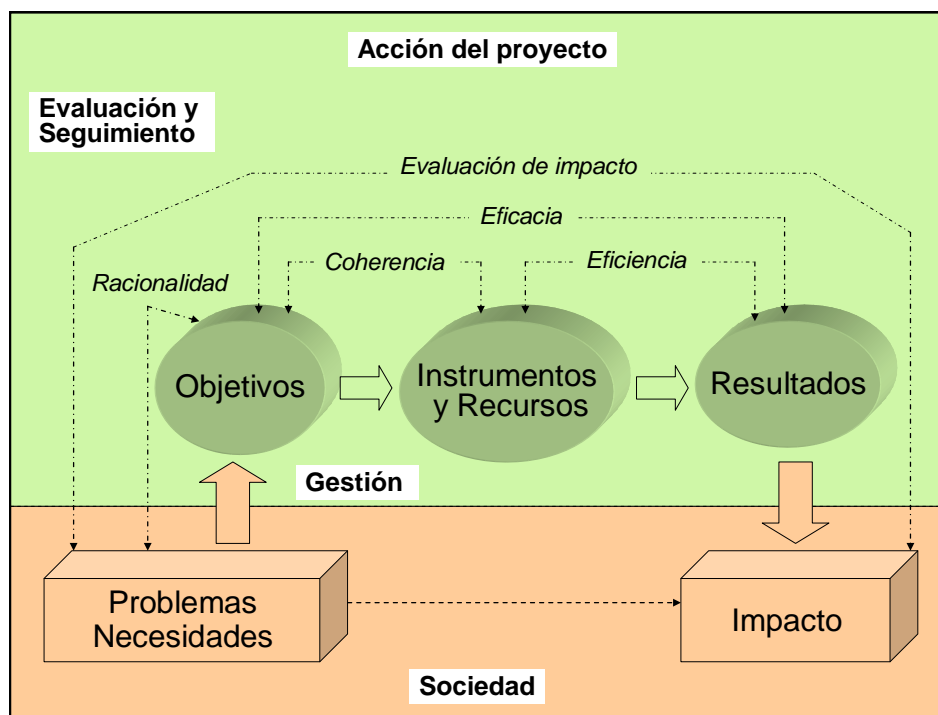 Acción del proyecto
Evaluación y
Seguimiento
Evaluación de impacto
Eficacia
Coherencia
Eficiencia
Racionalidad
Objetivos
Instrumentos
y Recursos
Resultados
Gestión
Problemas
Necesidades
Impacto
Sociedad